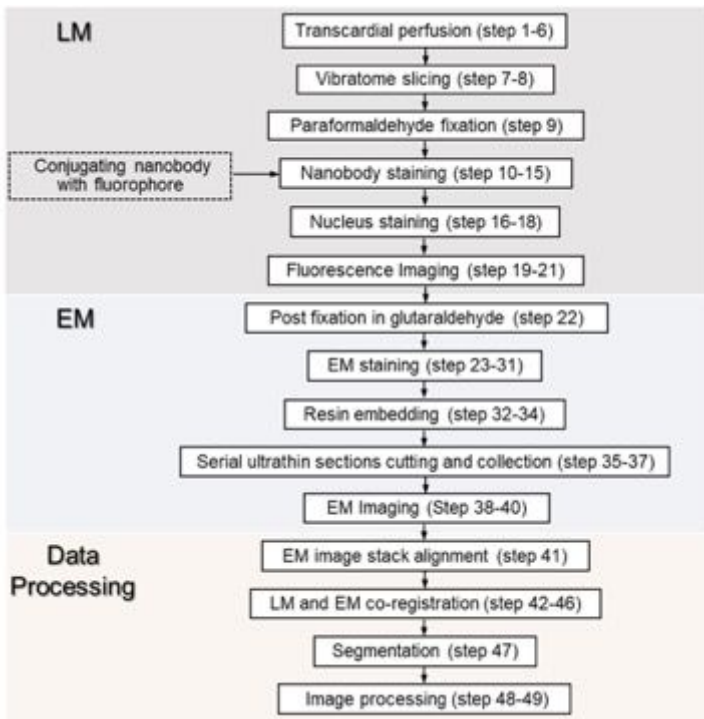 LM
Transcardial perfusion (step 1-6)
Vibratome slicing (step 7-8)
Paraformaldehyde fixation (step 9)
Conjugating nanobody
with fluorophore
Nanobody staining (step 10-15)
Nucleus staining (step 16-18)
Fluorescence Imaging (step 19-21)
EM
Post fixation in glutaraldehyde (step 22)
EM staining (step 23-31)
Resin embedding (step 32-34)
Serial ultrathin sections cutting and collection (step 35-37)
EM Imaging (Step 38-40)
Data
Processing
EM image stack alignment (step 41)
LM and EM co-registration (step 42-46)
Segmentation (step 47)
Image processing (step 48-49)